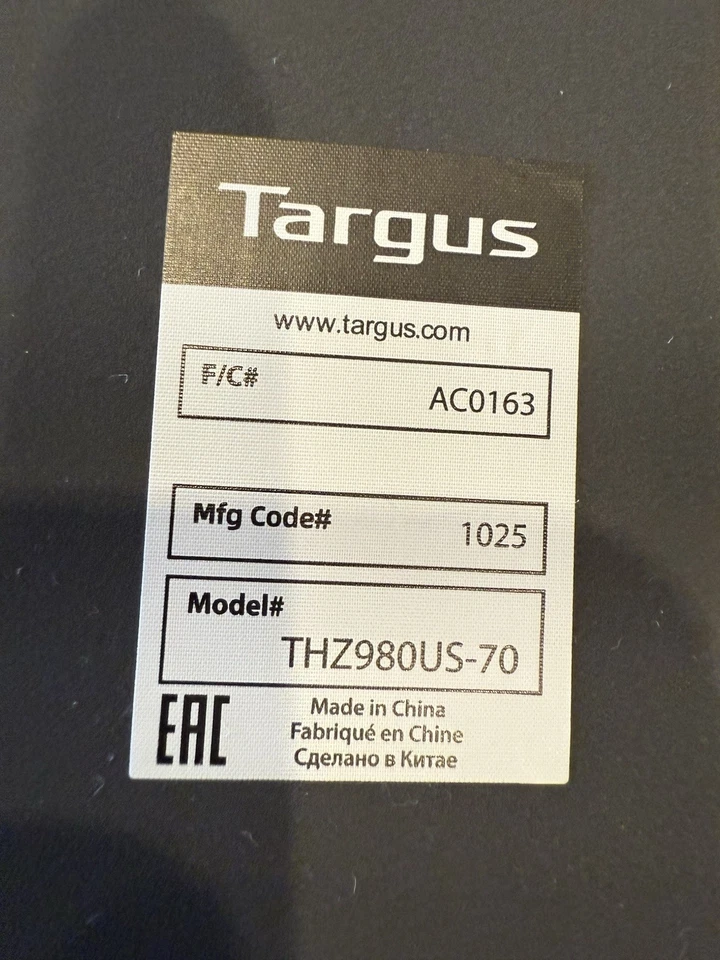 Targus
www.targus.com
F/C#
AC0163
Mfg Code#
1025
Model#
THZ980US-70
EAC
Made in China
Fabriqué en Chine
Сделано в Китае